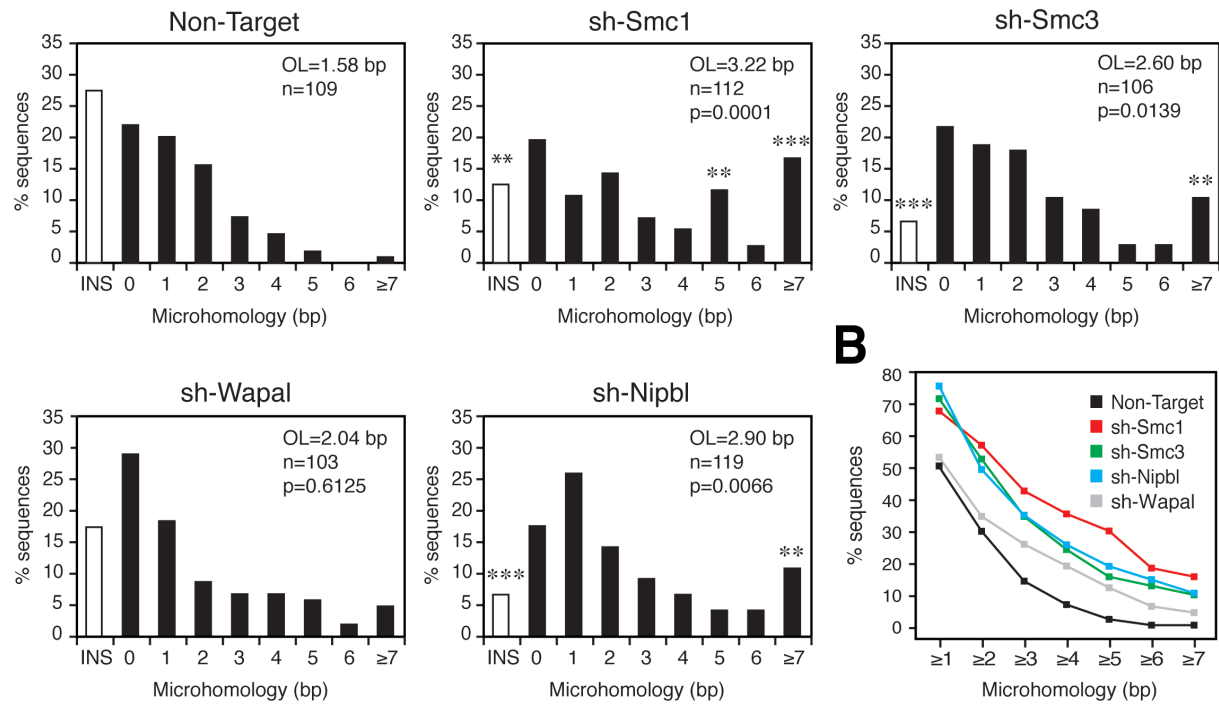 Non-Target
35
30
25
20
15
10
5
0
% sequences
OL=1.58 bp
n=109
INS 0 1 2 3 4 5 6 ≥7
Microhomology (bp)
sh-Smc1
35
30
25
20
15
10
5
0
% sequences
OL=3.22 bp
n=112
p=0.0001
**
**
***
INS 0 1 2 3 4 5 6 ≥7
Microhomology (bp)
sh-Smc3
35
30
25
20
15
10
5
0
% sequences
OL=2.60 bp
n=106
p=0.0139
***
**
INS 0 1 2 3 4 5 6 ≥7
Microhomology (bp)
sh-Wapal
35
30
25
20
15
10
5
0
% sequences
OL=2.04 bp
n=103
p=0.6125
INS 0 1 2 3 4 5 6 ≥7
Microhomology (bp)
sh-Nipbl
35
30
25
20
15
10
5
0
% sequences
OL=2.90 bp
n=119
p=0.0066
***
**
INS 0 1 2 3 4 5 6 ≥7
Microhomology (bp)
B
80
70
60
50
40
30
20
10
0
% sequences
Non-Target
sh-Smc1
sh-Smc3
sh-Nipbl
sh-Wapal
≥1 ≥2 ≥3 ≥4 ≥5 ≥6 ≥7
Microhomology (bp)